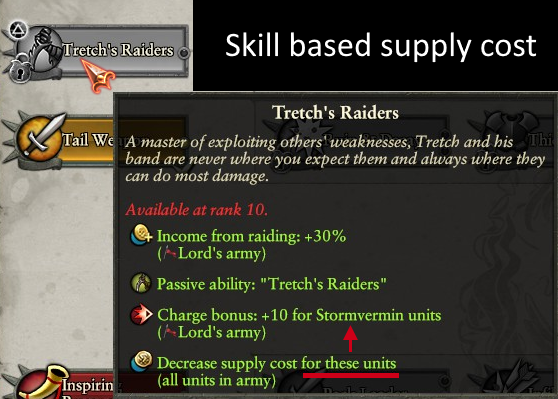 Tretch's Raiders
Skill based supply cost
Tretch's Raiders
Tail We
A master of exploiting others' weaknesses, Tretch and his
band are never where you expect them and always where they
can do most damage.
Available at rank 10.
Income from raiding: +30%
(Lord's army)
Passive ability: "Tretch's Raiders"
Charge bonus: +10 for Stormvermin units
(Lord's army)
Decrease supply cost for these units
(all units in army)
Inspirin